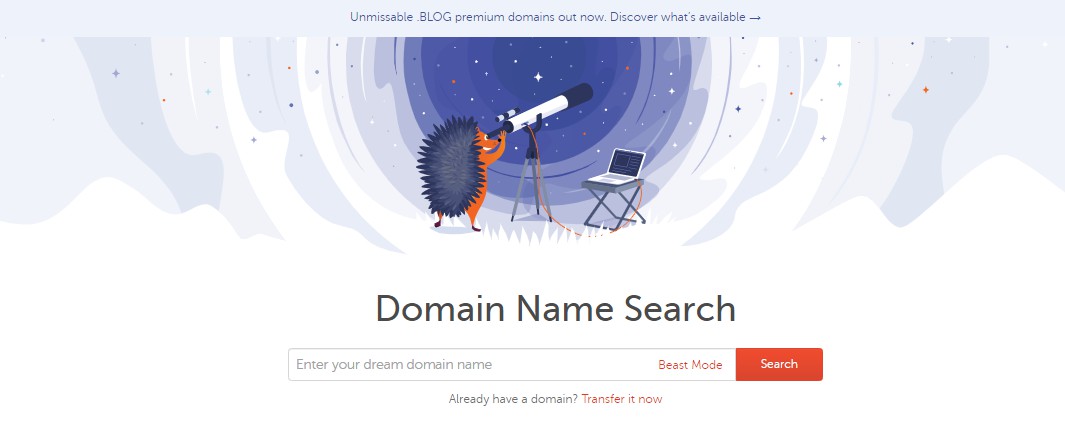 Unmissable .BLOG premium domains out now. Discover what's available →
Domain Name Search
Enter your dream domain name Beast Mode Search
Already have a domain? Transfer it now